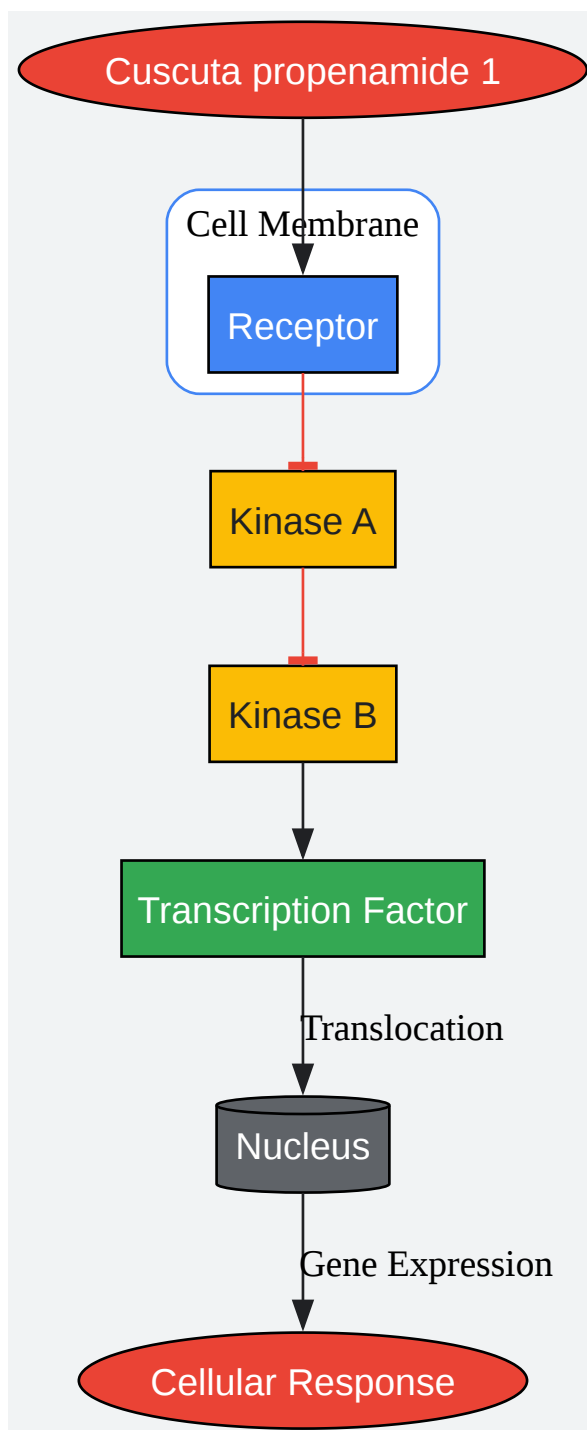 Cuscuta propenamide 1
Cell Membrane
Receptor
Kinase A
Kinase B
Transcription Factor
Translocation
Nucleus
Gene Expression
Cellular Response